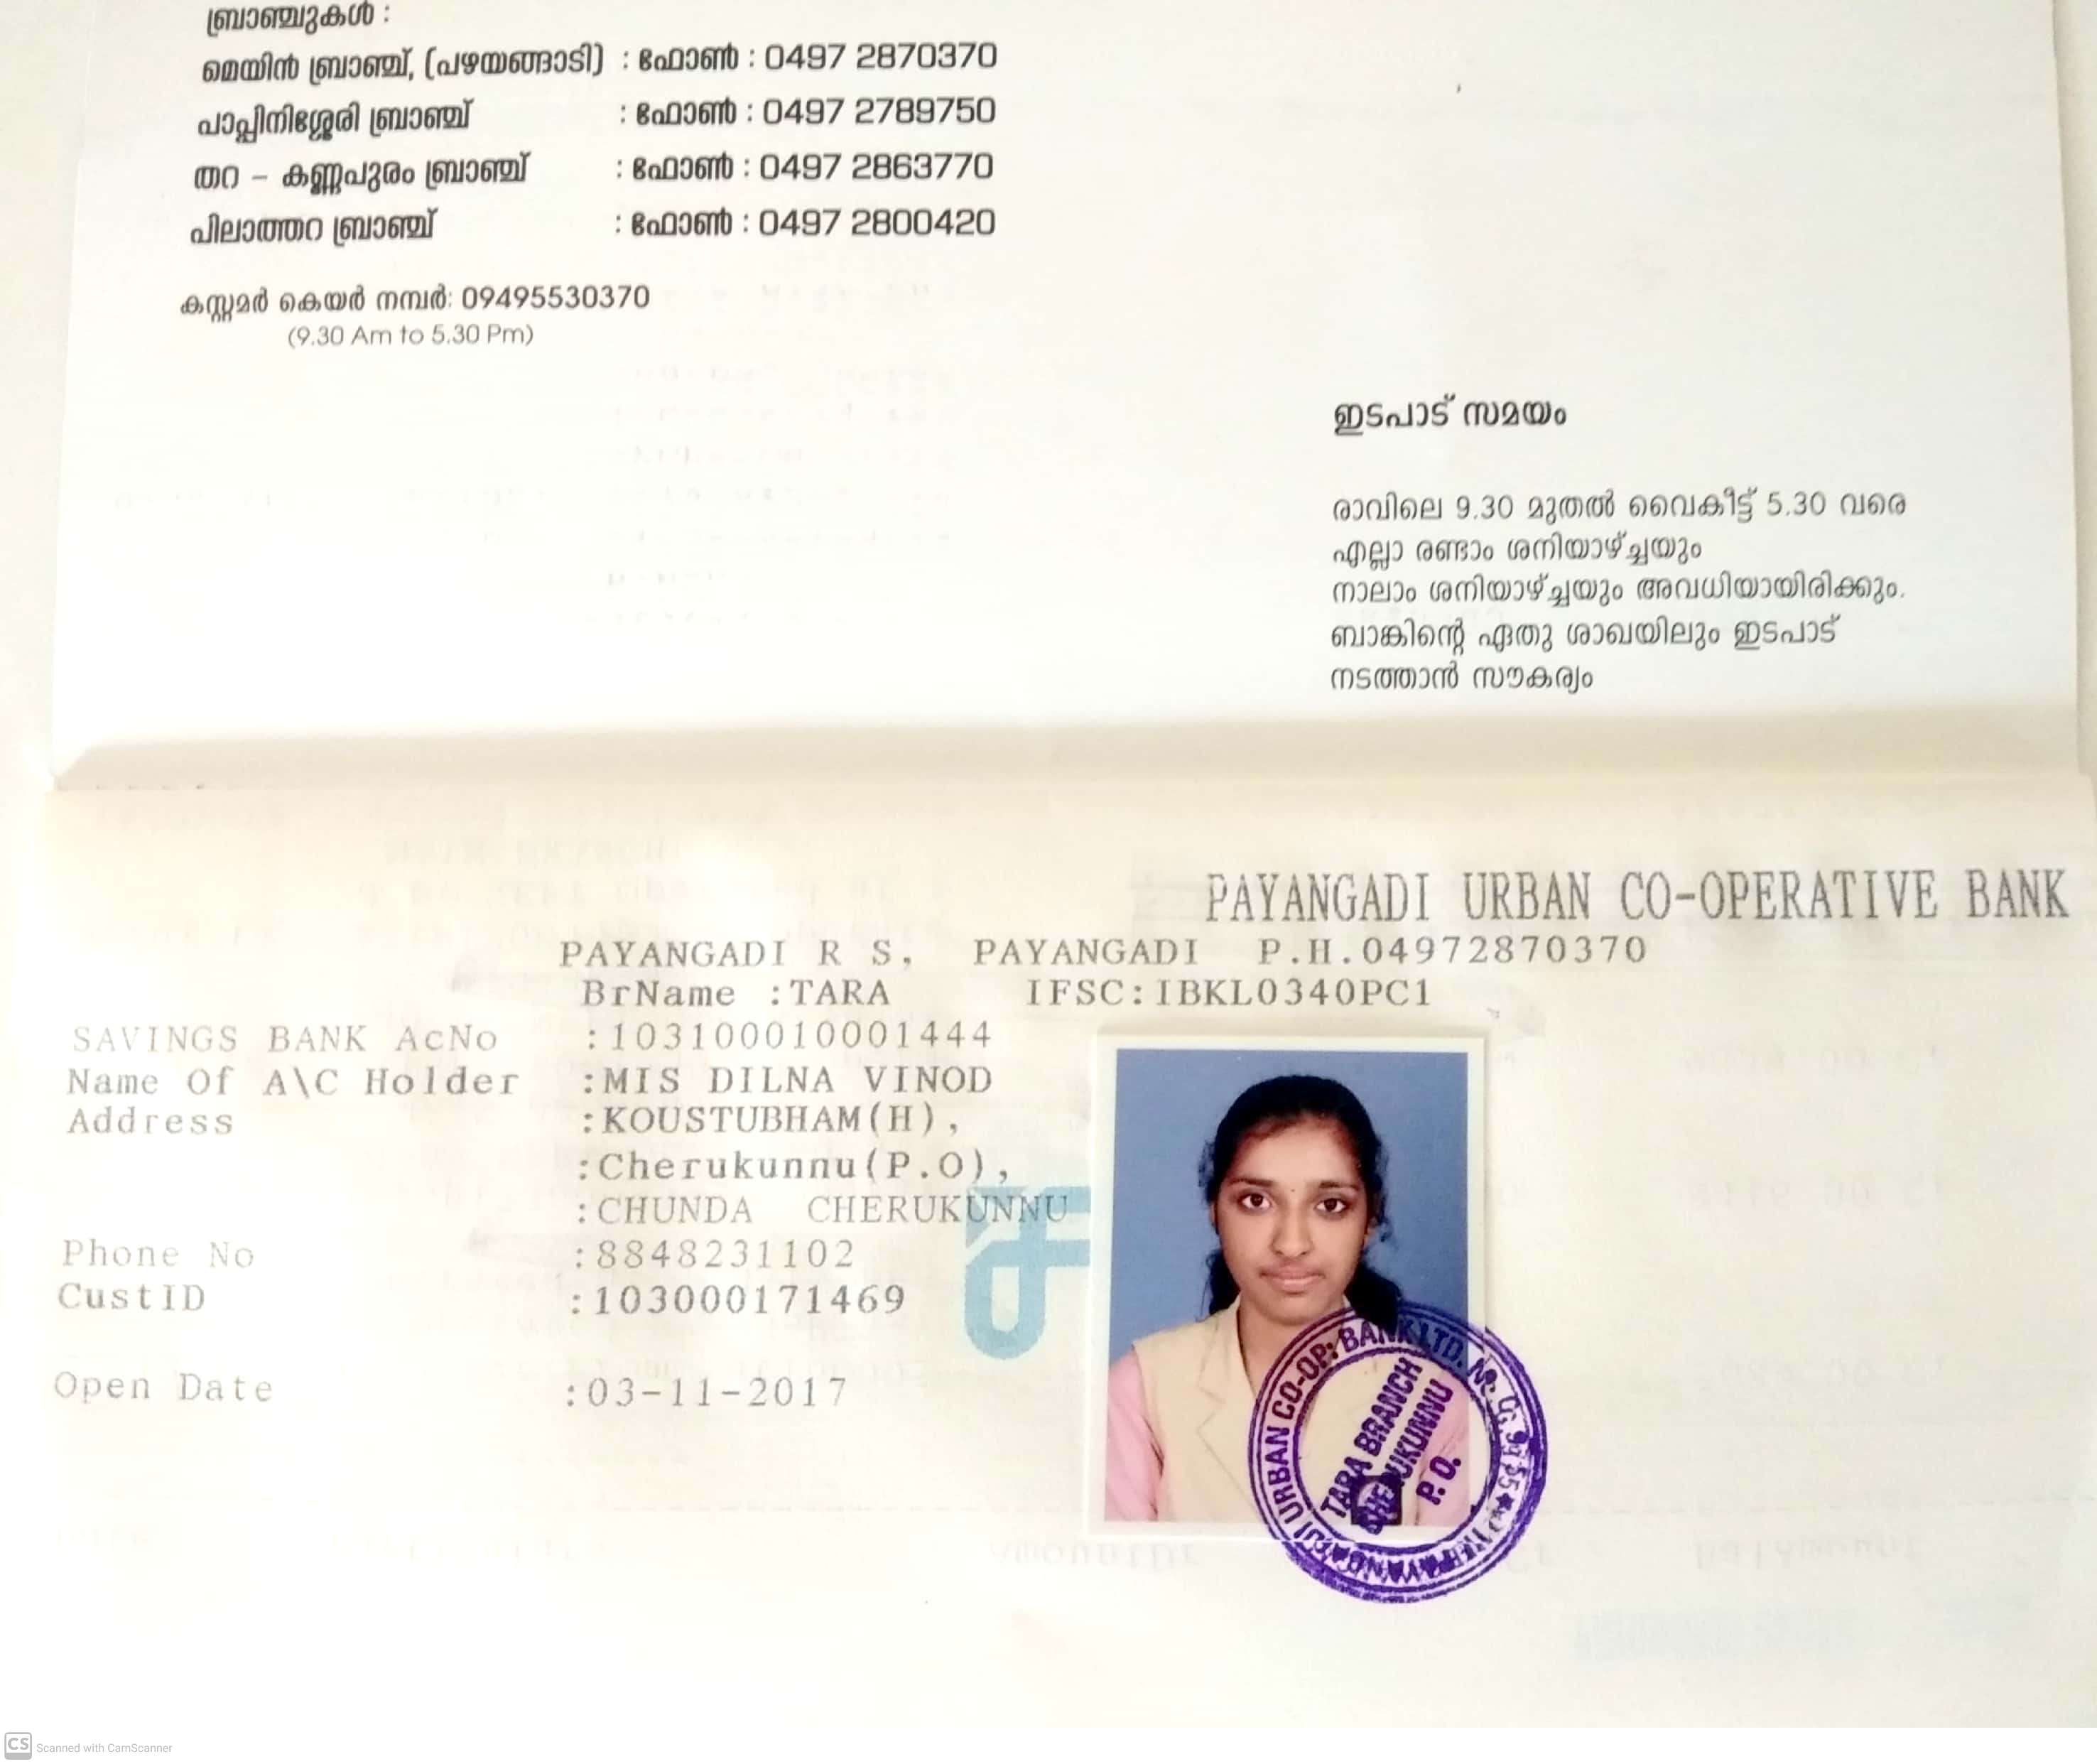 ബ്രാഞ്ചുകൾ :
മെയിൻ ബ്രാഞ്ച്, (പഴയങ്ങാടി) : ഫോൺ : 0497 2870370
പാപ്പിനിശ്ശേരി ബ്രാഞ്ച് : ഫോൺ : 0497 2789750
തറ – കണ്ണപുരം ബ്രാഞ്ച് : ഫോൺ : 0497 2863770
പിലാത്തറ ബ്രാഞ്ച് : ഫോൺ : 0497 2800420
കസ്റ്റമർ കെയർ നമ്പർ: 09495530370
(9.30 Am to 5.30 Pm)
ഇടപാട് സമയം
രാവിലെ 9.30 മുതൽ വൈകീട്ട് 5.30 വരെ
എല്ലാ രണ്ടാം ശനിയാഴ്ച്ചയും
നാലാം ശനിയാഴ്ച്ചയും അവധിയായിരിക്കും.
ബാങ്കിന്റെ ഏതു ശാഖയിലും ഇടപാട്
നടത്താൻ സൗകര്യം
PAYANGADI URBAN CO-OPERATIVE BANK
PAYANGADI R S, PAYANGADI P.H.04972870370
BrName :TARA IFSC:IBKL0340PC1
SAVINGS BANK AcNo :103100010001444
Name Of A\C Holder :MIS DILNA VINOD
Address :KOUSTUBHAM(H),
:Cherukunnu(P.O),
:CHUNDA CHERUKUNNU
Phone No :8848231102
CustID :103000171469
Open Date :03-11-2017
URBAN CO-OP: BANK LTD.
TARA BRANCH
P.O.
CS Scanned with CamScanner